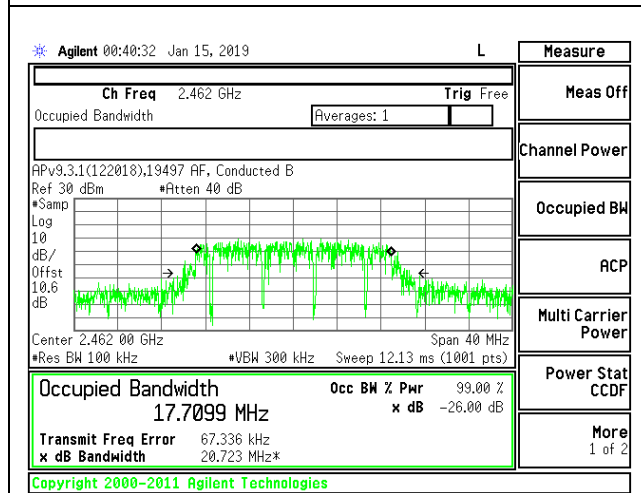 Agilent 00:40:32 Jan 15, 2019 L Measure
Ch Freq 2.462 GHz Trig Free
Occupied Bandwidth Averages: 1
APv9.3.1(122018),19497 AF, Conducted B
Ref 30 dBm #Atten 40 dB
#Samp
Log
10
dB/
Offst
10.6
dB
Center 2.462 00 GHz Span 40 MHz
#Res BW 100 kHz #VBW 300 kHz Sweep 12.13 ms (1001 pts)
Occupied Bandwidth Occ BW % Pwr 99.00 %
17.7099 MHz x dB -26.00 dB
Transmit Freq Error 67.336 kHz
x dB Bandwidth 20.723 MHz*
Copyright 2000-2011 Agilent Technologies
Meas Off
Channel Power
Occupied BW
ACP
Multi Carrier
Power
Power Stat
CCDF
More
1 of 2